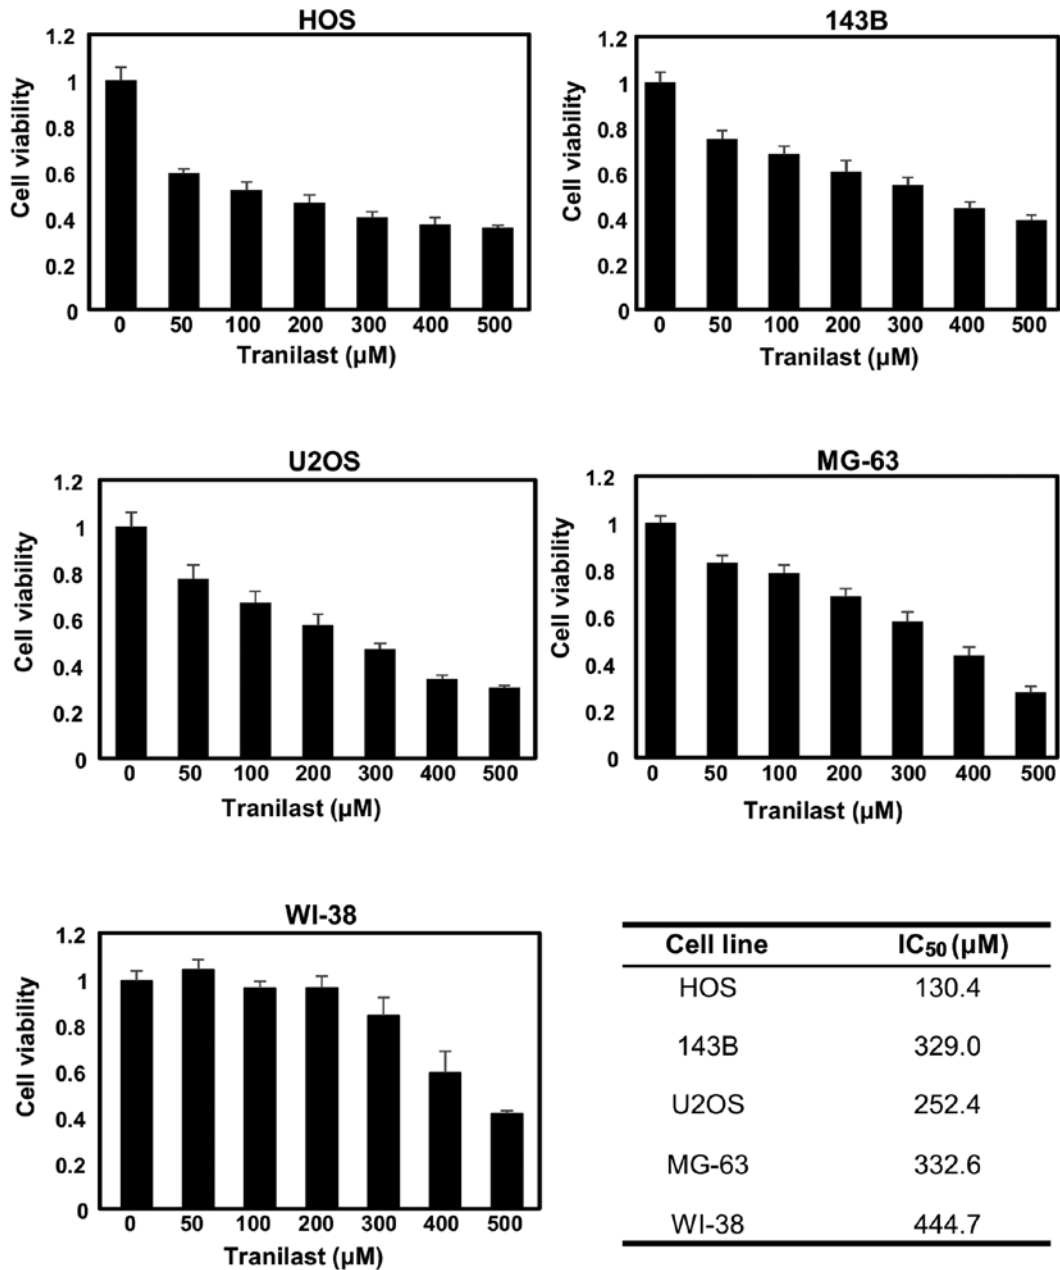 HOS
1.2
1
0.8
0.6
0.4
0.2
0
Cell viability
0 50 100 200 300 400 500
Tranilast (µM)
143B
1.2
1
0.8
0.6
0.4
0.2
0
Cell viability
0 50 100 200 300 400 500
Tranilast (µM)
U2OS
1.2
1
0.8
0.6
0.4
0.2
0
Cell viability
0 50 100 200 300 400 500
Tranilast (µM)
MG-63
1.2
1
0.8
0.6
0.4
0.2
0
Cell viability
0 50 100 200 300 400 500
Tranilast (µM)
WI-38
1.2
1
0.8
0.6
0.4
0.2
0
Cell viability
0 50 100 200 300 400 500
Tranilast (µM)
Cell line IC50 (µM)
HOS 130.4
143B 329.0
U2OS 252.4
MG-63 332.6
WI-38 444.7